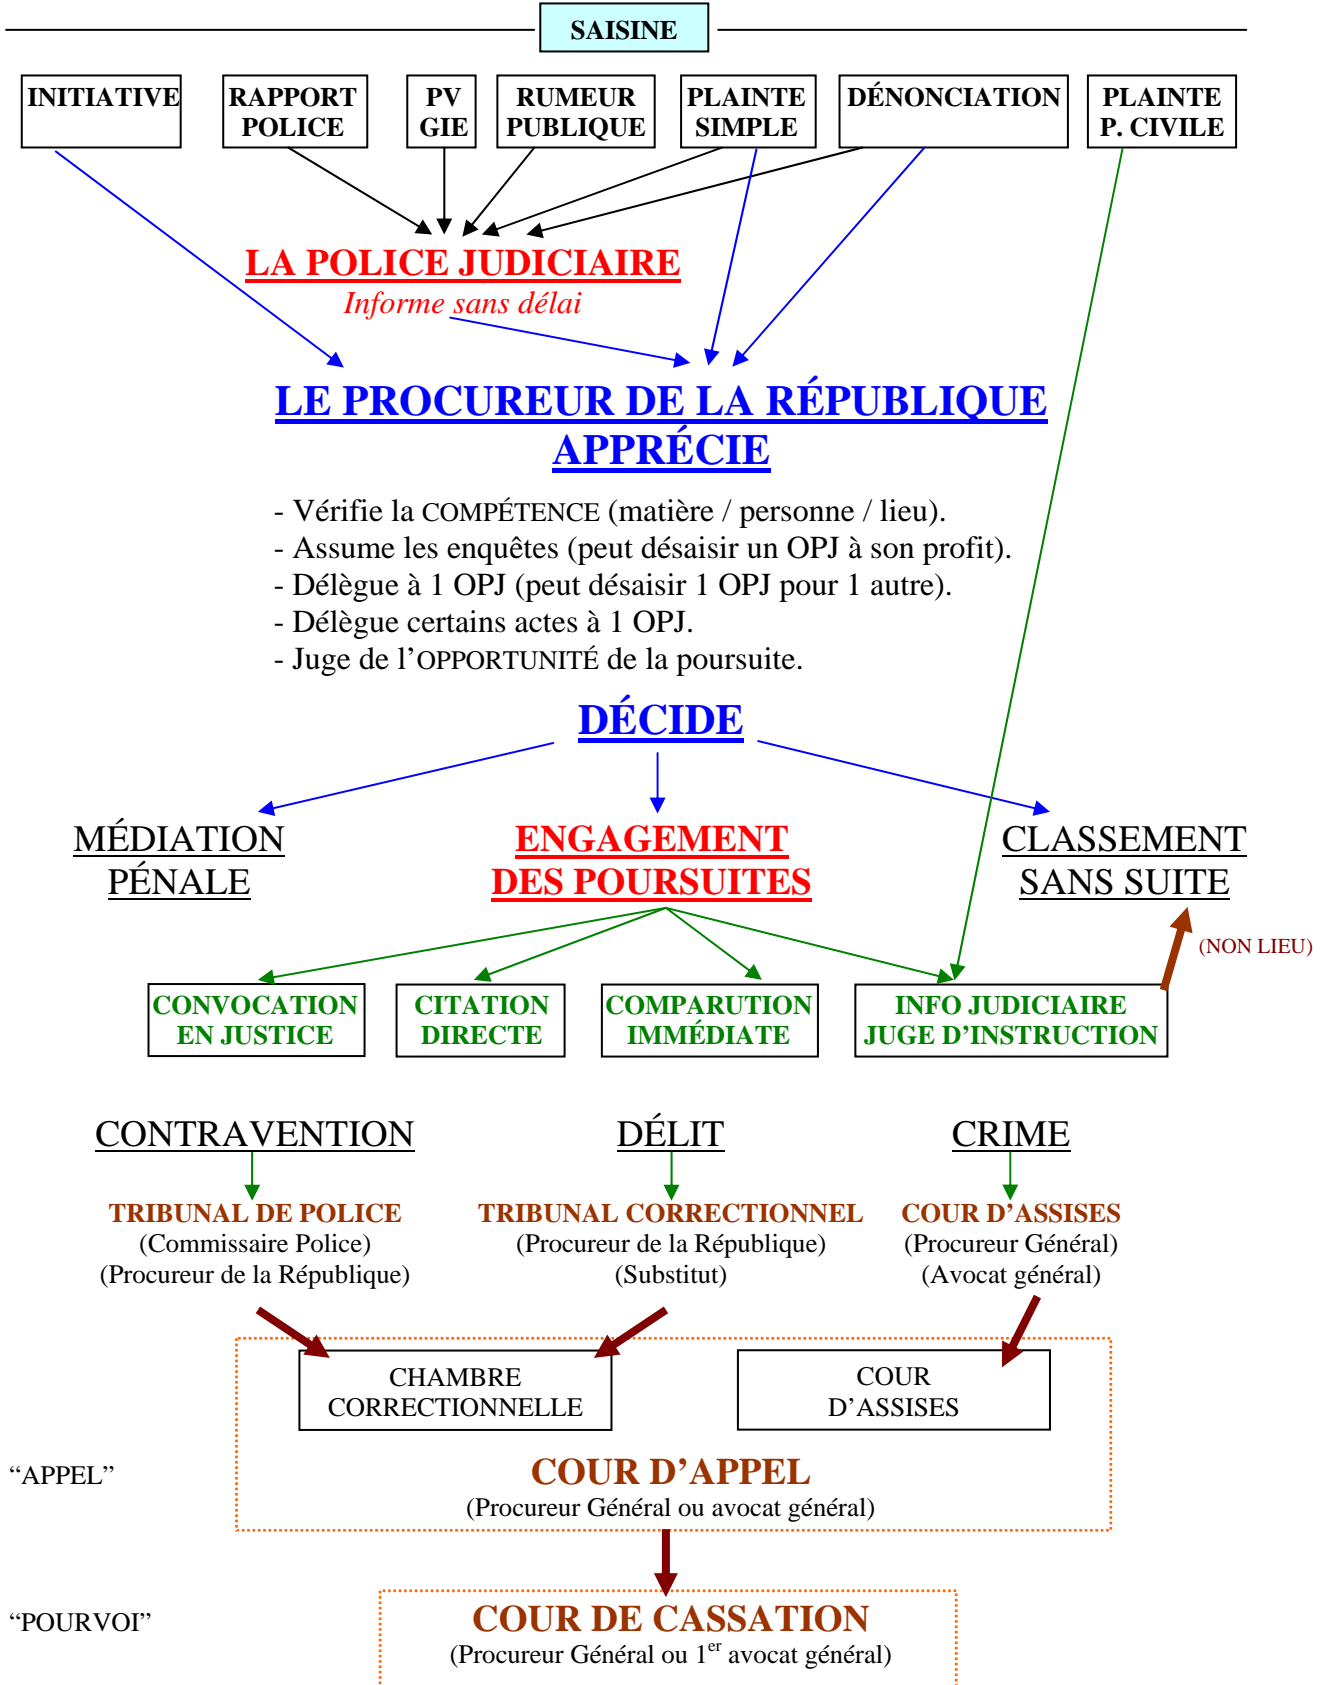 SAISINE
INITIATIVE
RAPPORT
POLICE
PV
GIE
RUMEUR
PUBLIQUE
PLAINTE
SIMPLE
DÉNONCIATION
PLAINTE
P. CIVILE
LA POLICE JUDICIAIRE
Informe sans délai
LE PROCUREUR DE LA RÉPUBLIQUE
APPRÉCIE
- Vérifie la COMPÉTENCE (matière / personne / lieu).
- Assume les enquêtes (peut désaisir un OPJ à son profit).
- Délègue à 1 OPJ (peut désaisir 1 OPJ pour 1 autre).
- Délègue certains actes à 1 OPJ.
- Juge de l’OPPORTUNITÉ de la poursuite.
DÉCIDE
MÉDIATION
PÉNALE
ENGAGEMENT
DES POURSUITES
CLASSEMENT
SANS SUITE
(NON LIEU)
CONVOCATION
EN JUSTICE
CITATION
DIRECTE
COMPARUTION
IMMÉDIATE
INFO JUDICIAIRE
JUGE D’INSTRUCTION
CONTRAVENTION
DÉLIT
CRIME
TRIBUNAL DE POLICE
(Commissaire Police)
(Procureur de la République)
TRIBUNAL CORRECTIONNEL
(Procureur de la République)
(Substitut)
COUR D’ASSISES
(Procureur Général)
(Avocat général)
CHAMBRE
CORRECTIONNELLE
COUR
D’ASSISES
“APPEL”
COUR D’APPEL
(Procureur Général ou avocat général)
“POURVOI”
COUR DE CASSATION
(Procureur Général ou 1er avocat général)